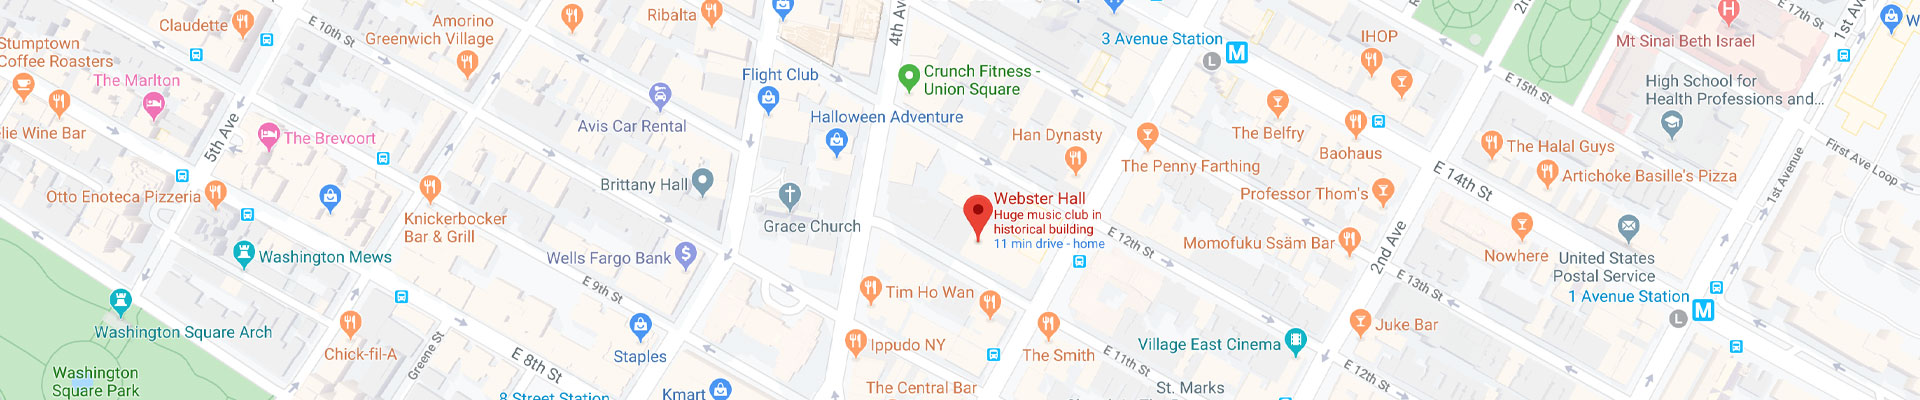 Claudette
Stumptown
Coffee Roasters
The Marlton
lie Wine Bar
5th Ave
E 10th St
Amorino
Greenwich Village
Ribalta
The Brevoort
Otto Enoteca Pizzeria
Knickerbocker
Bar & Grill
Washington Mews
Washington Square Arch
Washington
Square Park
Chick-fil-A
Greene St
E 8th St
8 Street Station
E 9th St
Staples
Kmart
Wells Fargo Bank
Brittany Hall
Avis Car Rental
Flight Club
4th Av
Halloween Adventure
Grace Church
Crunch Fitness -
Union Square
Han Dynasty
Webster Hall
Huge music club in
historical building
11 min drive - home
Tim Ho Wan
Ippudo NY
The Central Bar
The Smith
E 11th St
St. Marks
Village East Cinema
E 12th St
3 Avenue Station
M
L
The Penny Farthing
The Belfry
Baohaus
IHOP
Professor Thom's
Momofuku Ssäm Bar
2nd Ave
Juke Bar
E 12th St
E 13th St
E 14th St
E 15th St
The Halal Guys
Artichoke Basille's Pizza
Nowhere
United States
Postal Service
1 Avenue Station
L
M
High School for
Health Professions and...
H
Mt Sinai Beth Israel
1st Avenue
First Ave Loop
E 17th St
1st Ave
W